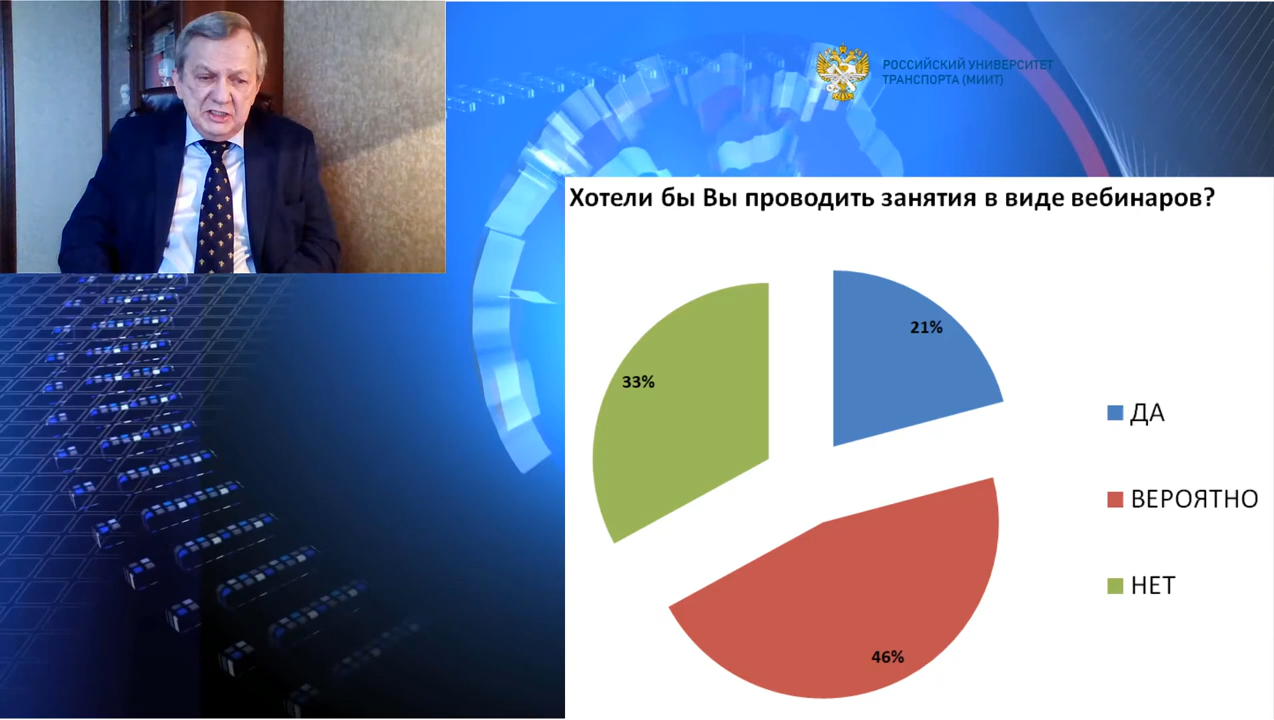 РОССИЙСКИЙ УНИВЕРСИТЕТ
ТРАНСПОРТА (МИИТ)
Хотели бы Вы проводить занятия в виде вебинаров?
21%
33%
46%
ДА
ВЕРОЯТНО
НЕТ